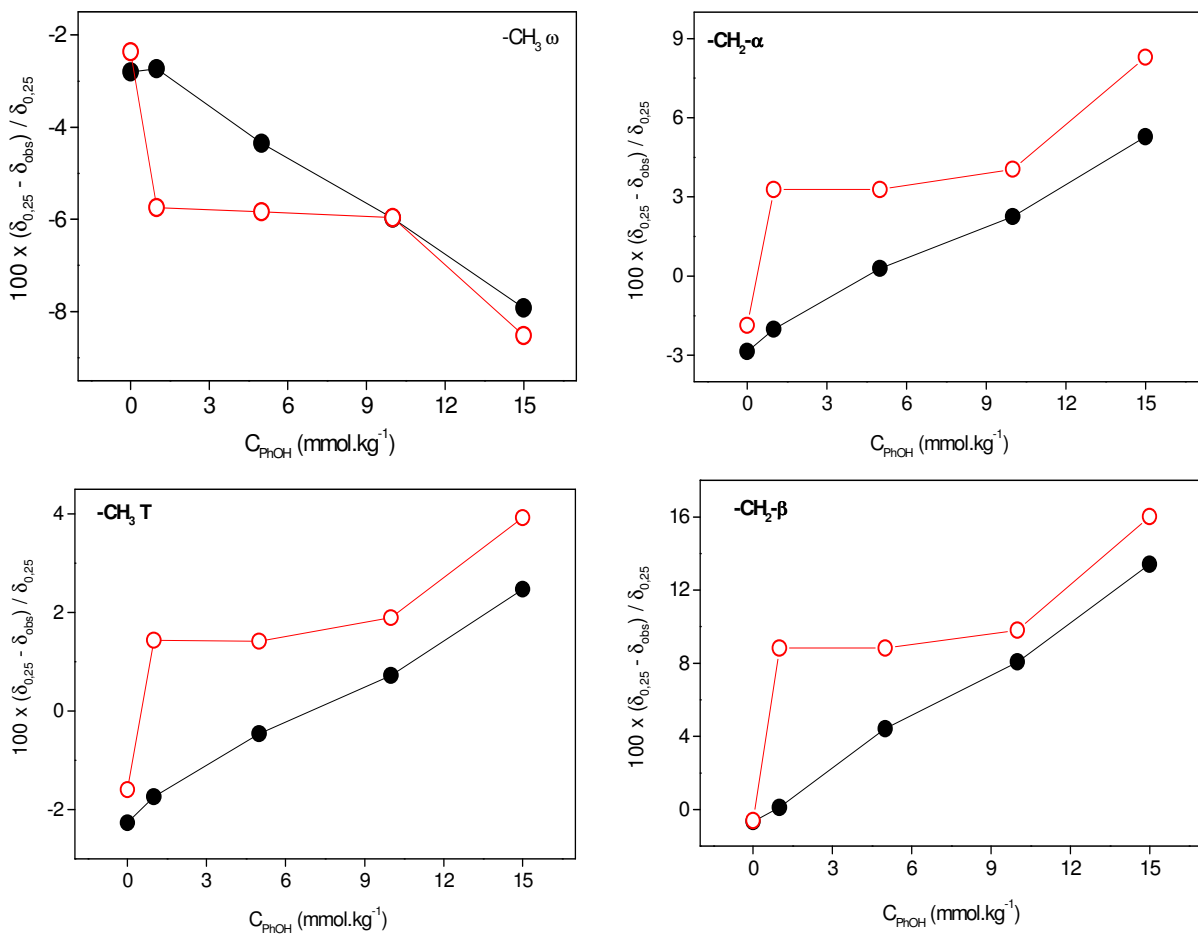 -CH₃ ω
100 x (δ₀,₂₅ - δobs) / δ₀,₂₅
-2
-4
-6
-8
0 3 6 9 12 15
C_PhOH (mmol.kg⁻¹)
-CH₂-α
100 x (δ₀,₂₅ - δobs) / δ₀,₂₅
9
6
3
0
-3
0 3 6 9 12 15
C_PhOH (mmol.kg⁻¹)
-CH₃ T
100 x (δ₀,₂₅ - δobs) / δ₀,₂₅
4
2
0
-2
0 3 6 9 12 15
C_PhOH (mmol.kg⁻¹)
-CH₂-β
100 x (δ₀,₂₅ - δobs) / δ₀,₂₅
16
12
8
4
0
0 3 6 9 12 15
C_PhOH (mmol.kg⁻¹)